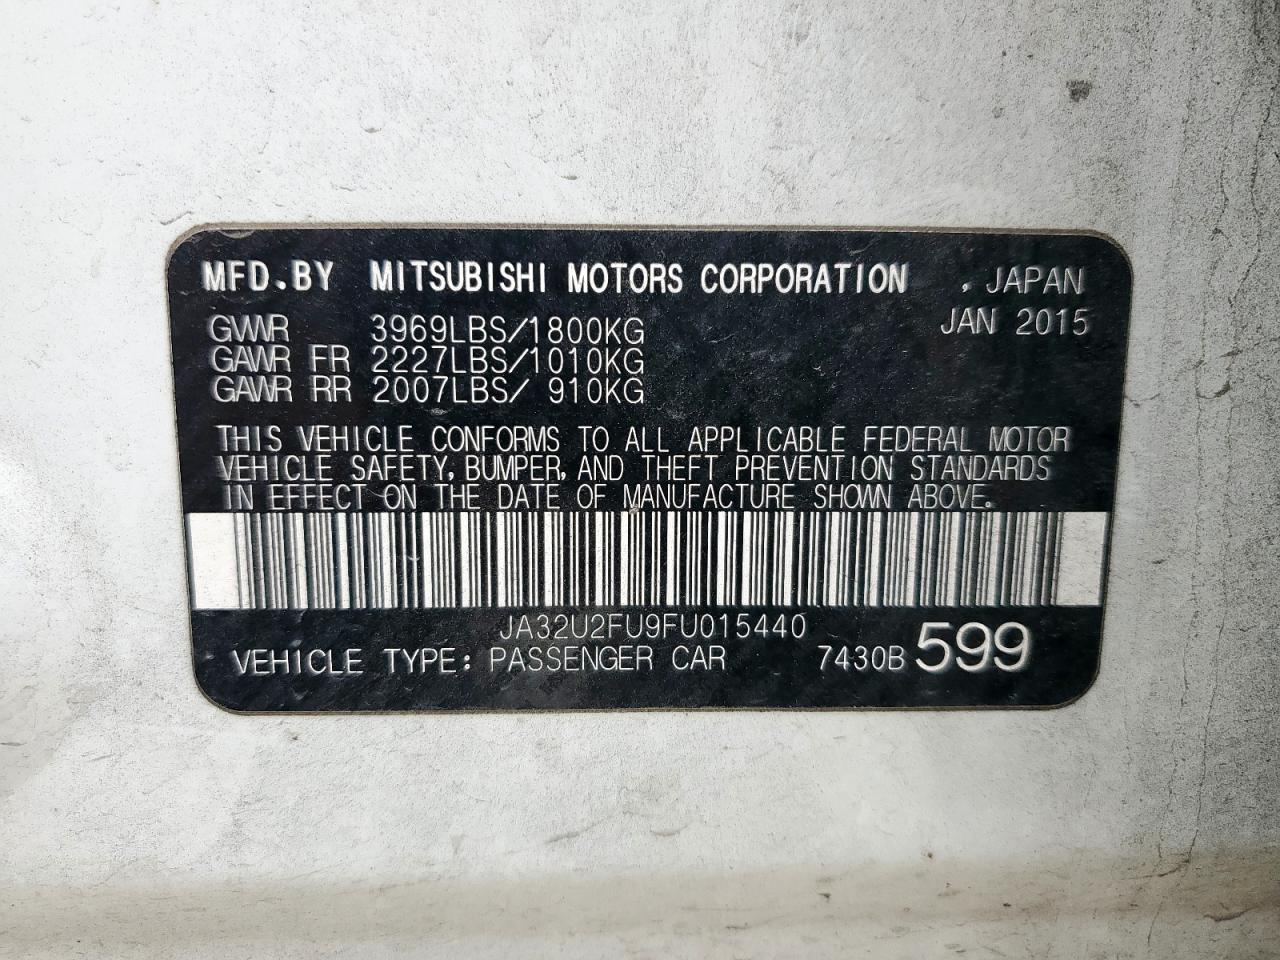 MFD.BY MITSUBISHI MOTORS CORPORATION , JAPAN
GVWR 3969LBS/1800KG JAN 2015
GAWR FR 2227LBS/1010KG
GAWR RR 2007LBS/ 910KG
THIS VEHICLE CONFORMS TO ALL APPLICABLE FEDERAL MOTOR
VEHICLE SAFETY, BUMPER, AND THEFT PREVENTION STANDARDS
IN EFFECT ON THE DATE OF MANUFACTURE SHOWN ABOVE.
JA32U2FU9FU015440
VEHICLE TYPE: PASSENGER CAR 7430B 599